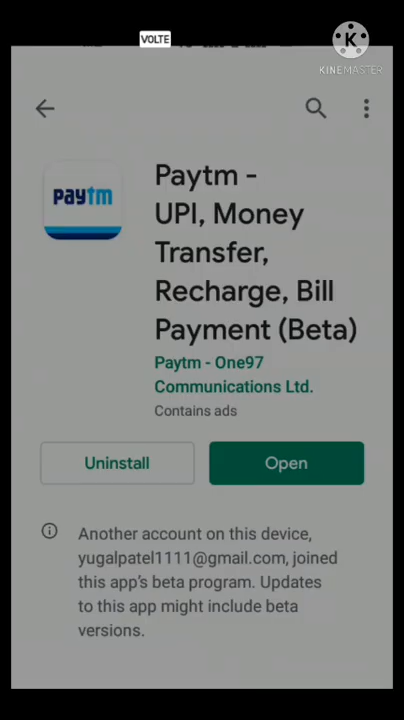 VOLTE
K
KINEMASTER
paytm
Paytm -
UPI, Money
Transfer,
Recharge, Bill
Payment (Beta)
Paytm - One97
Communications Ltd.
Contains ads
Uninstall
Open
Another account on this device,
yugalpatel1111@gmail.com, joined
this app's beta program. Updates
to this app might include beta
versions.